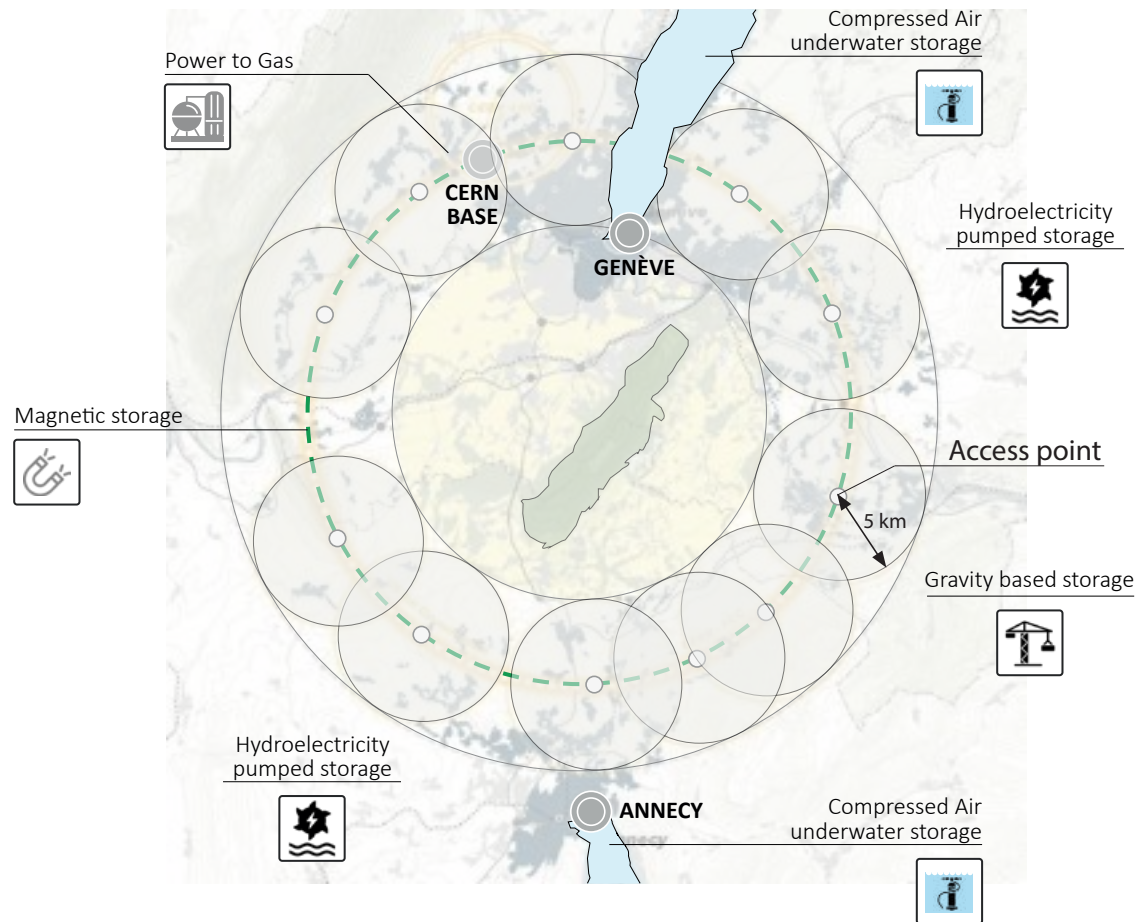 Compressed Air
underwater storage
Power to Gas
CERN
BASE
GENÈVE
Hydroelectricity
pumped storage
Magnetic storage
Access point
5 km
Gravity based storage
Hydroelectricity
pumped storage
ANNECY
Compressed Air
underwater storage